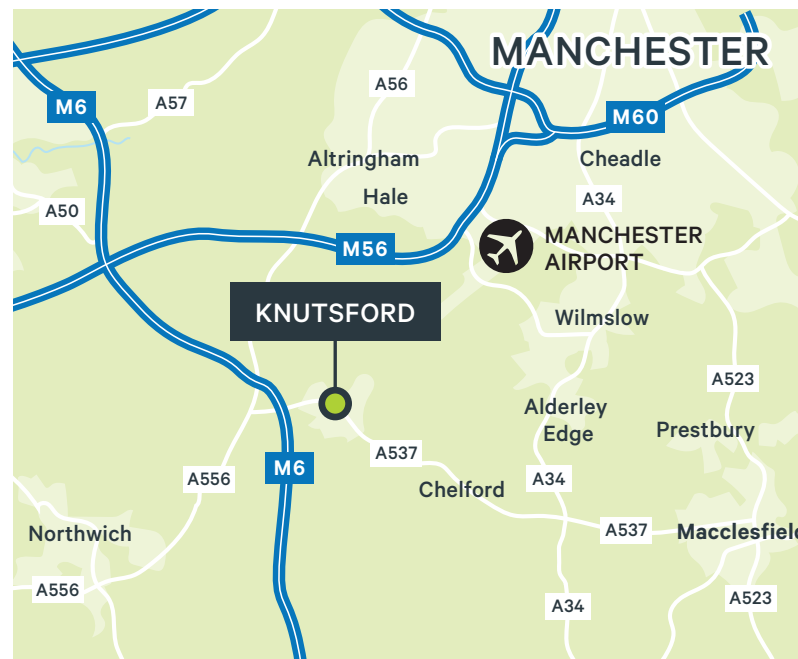 MANCHESTER
A56
M6
A57
M60
Altringham
Cheadle
Hale
A34
A50
M56
MANCHESTER
AIRPORT
KNUTSFORD
Wilmslow
A523
Alderley
Edge
Prestbury
A537
M6
A556
A34
Chelford
Northwich
A537
Macclesfield
A556
A34
A523